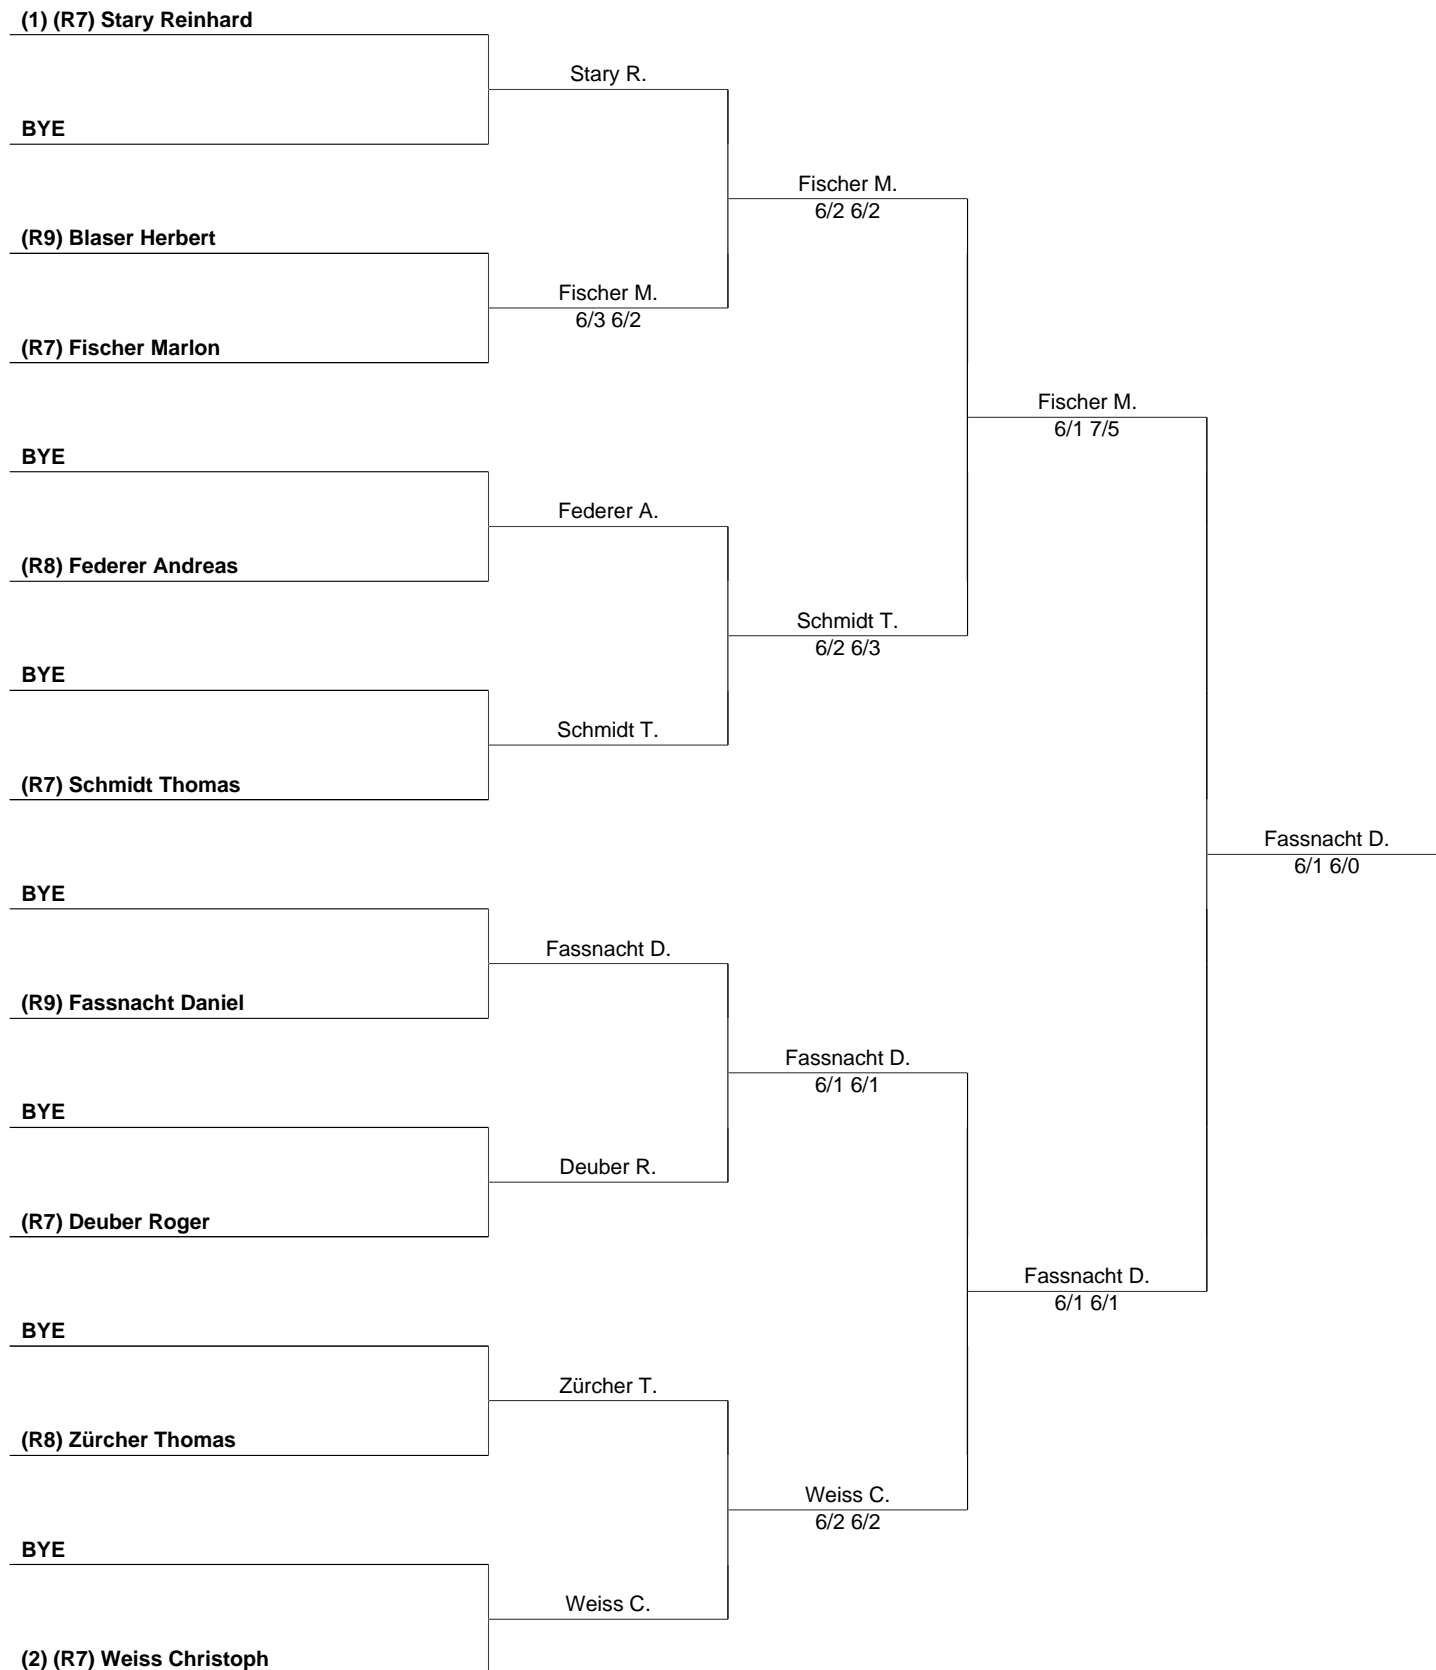 (1) (R7) Stary Reinhard
Stary R.
BYE
Fischer M.
6/2 6/2
(R9) Blaser Herbert
Fischer M.
6/3 6/2
(R7) Fischer Marlon
Fischer M.
6/1 7/5
BYE
Federer A.
(R8) Federer Andreas
Schmidt T.
6/2 6/3
BYE
Schmidt T.
(R7) Schmidt Thomas
Fassnacht D.
6/1 6/0
BYE
Fassnacht D.
(R9) Fassnacht Daniel
Fassnacht D.
6/1 6/1
BYE
Deuber R.
(R7) Deuber Roger
Fassnacht D.
6/1 6/1
BYE
Zürcher T.
(R8) Zürcher Thomas
Weiss C.
6/2 6/2
BYE
Weiss C.
(2) (R7) Weiss Christoph